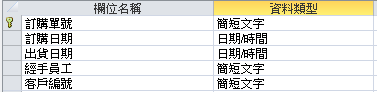 欄位名稱 資料類型
訂購單號 簡短文字
訂購日期 日期/時間
出貨日期 日期/時間
經手員工 簡短文字
客戶編號 簡短文字